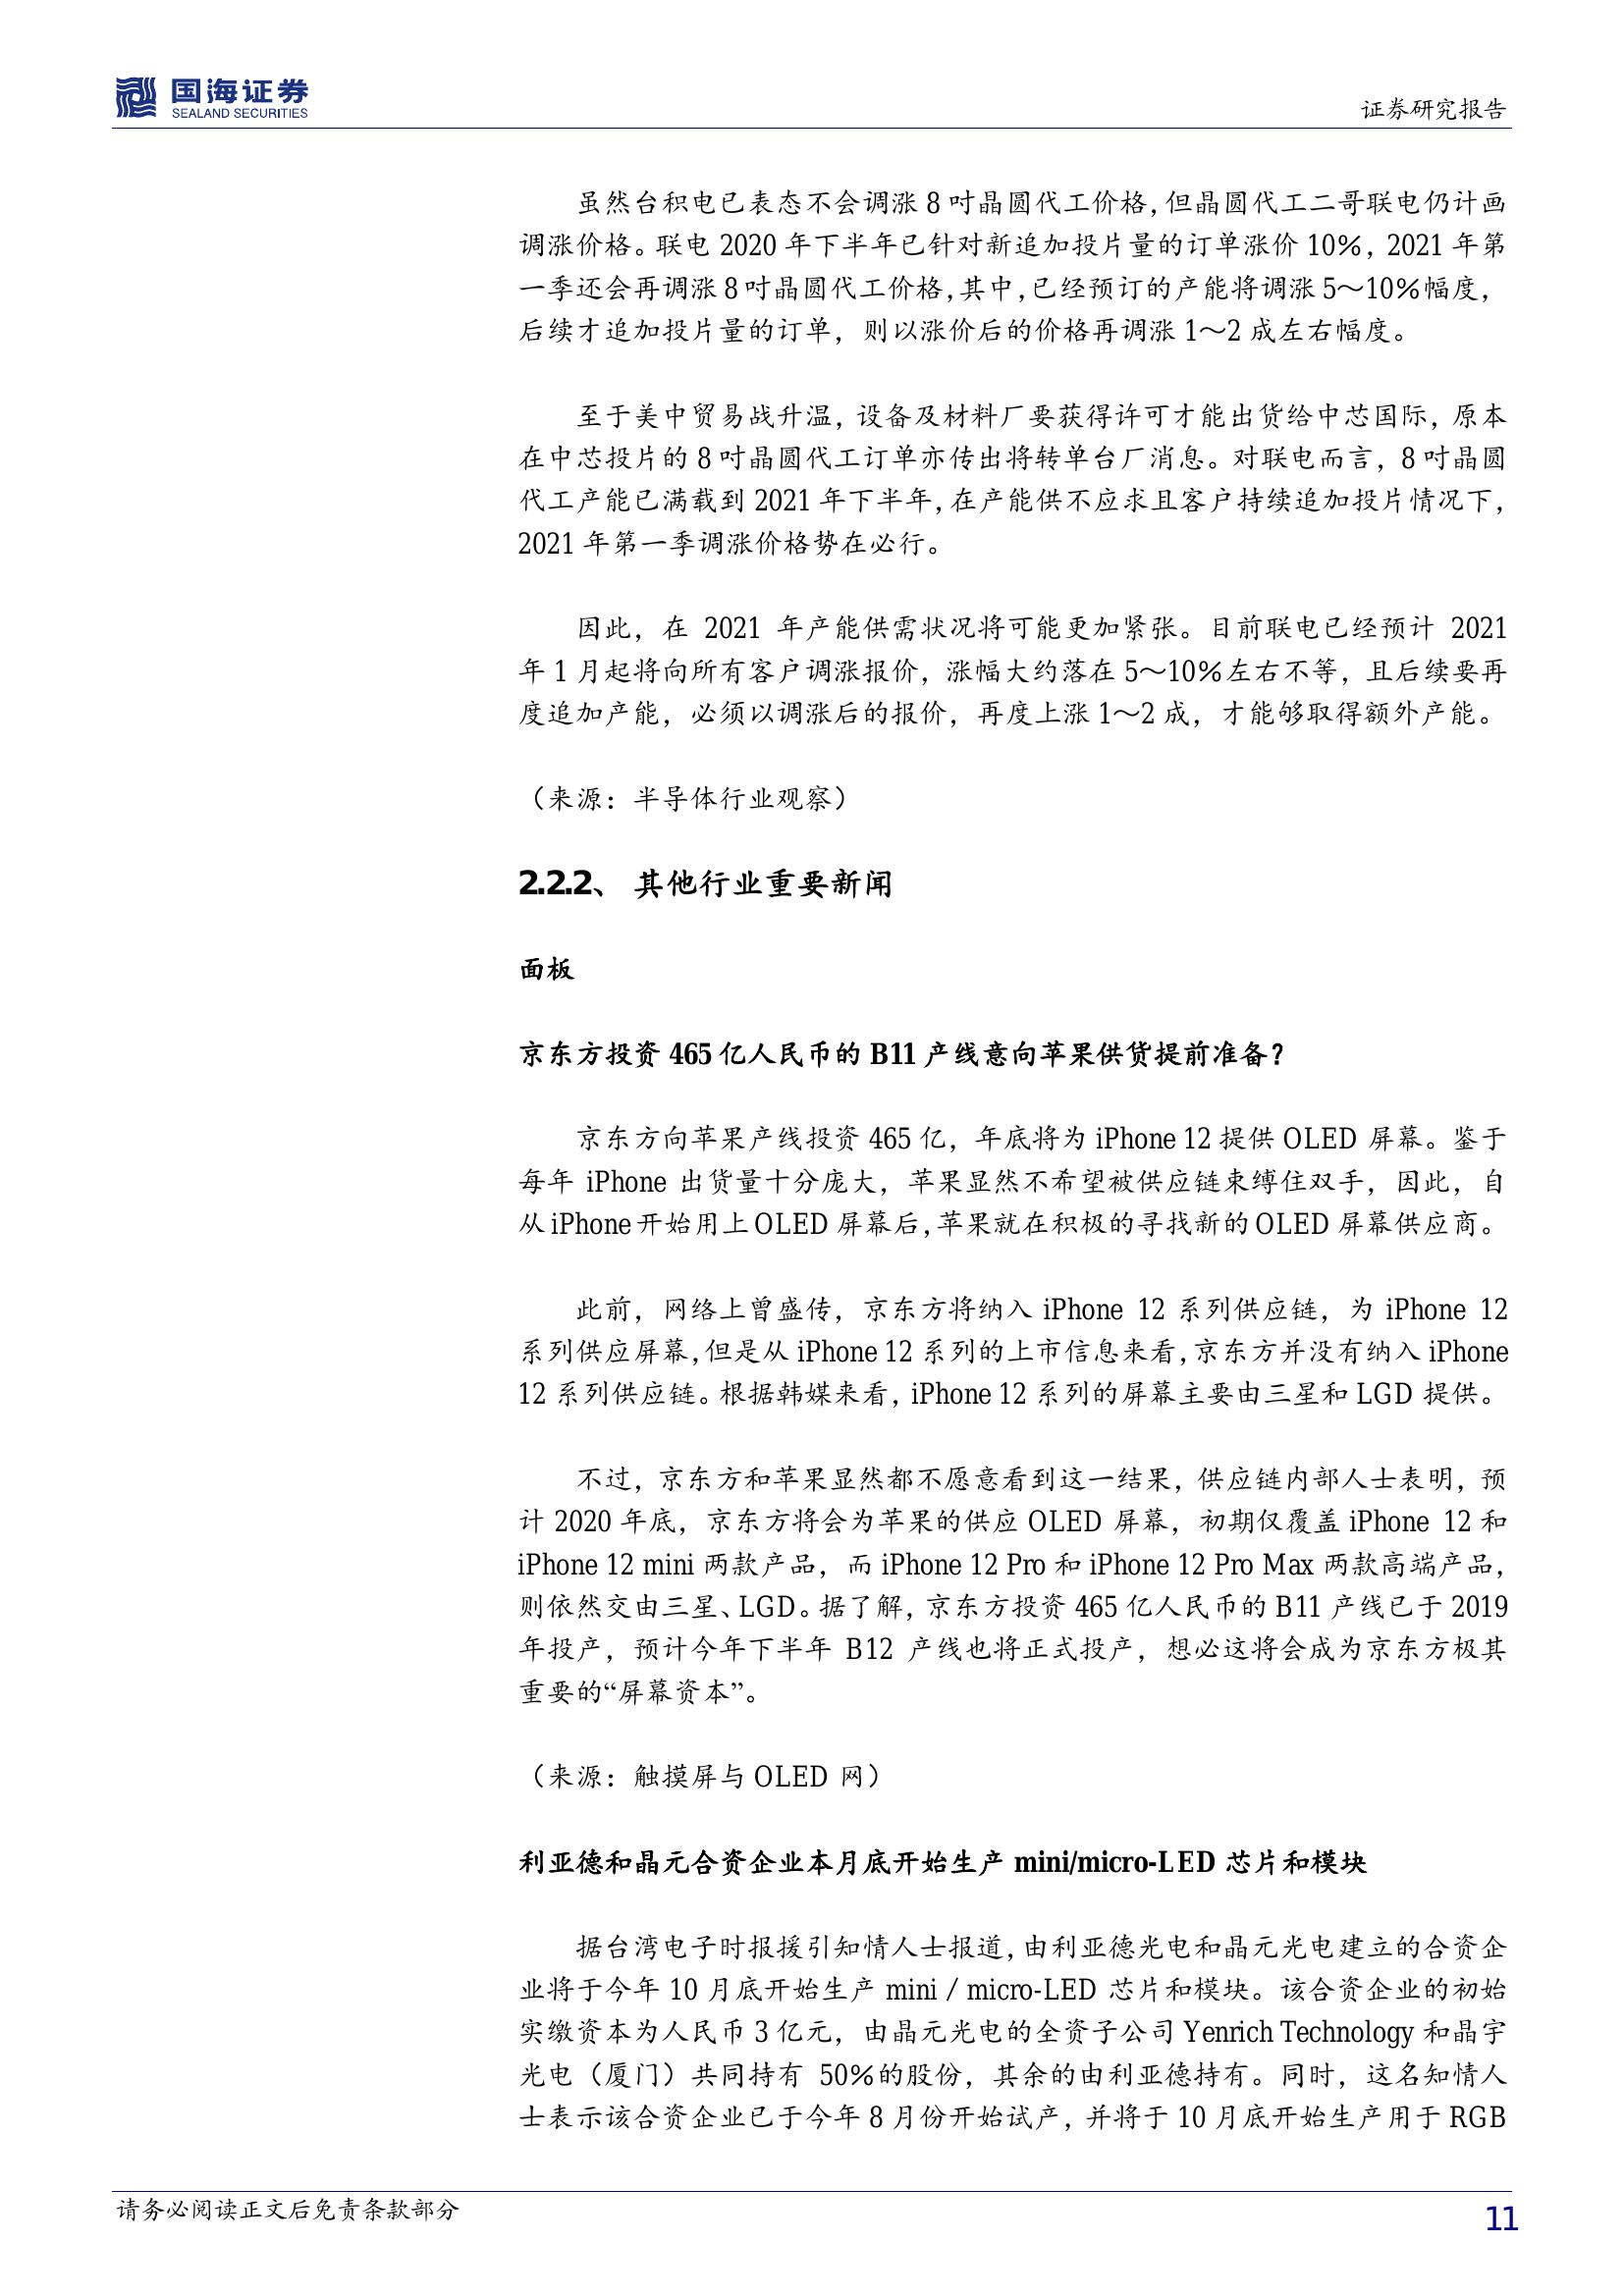 国海证券
SEALAND SECURITIES
证券研究报告
虽然台积电已表态不会调涨 8 吋晶圆代工价格，但晶圆代工二哥联电仍计画
调涨价格。联电 2020 年下半年已针对新追加投片量的订单涨价 10%，2021 年第
一季还会再调涨 8 吋晶圆代工价格，其中，已经预订的产能将调涨 5～10%幅度，
后续才追加投片量的订单，则以涨价后的价格再调涨 1～2 成左右幅度。
至于美中贸易战升温，设备及材料厂要获得许可才能出货给中芯国际，原本
在中芯投片的 8 吋晶圆代工订单亦传出将转单台厂消息。对联电而言，8 吋晶圆
代工产能已满载到 2021 年下半年，在产能供不应求且客户持续追加投片情况下，
2021 年第一季调涨价格势在必行。
因此，在 2021 年产能供需状况将可能更加紧张。目前联电已经预计 2021
年 1 月起将向所有客户调涨报价，涨幅大约落在 5～10%左右不等，且后续要再
度追加产能，必须以调涨后的报价，再度上涨 1～2 成，才能够取得额外产能。
（来源：半导体行业观察）
2.2.2、 其他行业重要新闻
面板
京东方投资 465 亿人民币的 B11 产线意向苹果供货提前准备？
京东方向苹果产线投资 465 亿，年底将为 iPhone 12 提供 OLED 屏幕。鉴于
每年 iPhone 出货量十分庞大，苹果显然不希望被供应链束缚住双手，因此，自
从 iPhone 开始用上 OLED 屏幕后，苹果就在积极的寻找新的 OLED 屏幕供应商。
此前，网络上曾盛传，京东方将纳入 iPhone 12 系列供应链，为 iPhone 12
系列供应屏幕，但是从 iPhone 12 系列的上市信息来看，京东方并没有纳入 iPhone
12 系列供应链。根据韩媒来看，iPhone 12 系列的屏幕主要由三星和 LGD 提供。
不过，京东方和苹果显然都不愿意看到这一结果，供应链内部人士表明，预
计 2020 年底，京东方将会为苹果的供应 OLED 屏幕，初期仅覆盖 iPhone 12 和
iPhone 12 mini 两款产品，而 iPhone 12 Pro 和 iPhone 12 Pro Max 两款高端产品，
则依然交由三星、LGD。据了解，京东方投资 465 亿人民币的 B11 产线已于 2019
年投产，预计今年下半年 B12 产线也将正式投产，想必这将会成为京东方极其
重要的“屏幕资本”。
（来源：触摸屏与 OLED 网）
利亚德和晶元合资企业本月底开始生产 mini/micro-LED 芯片和模块
据台湾电子时报援引知情人士报道，由利亚德光电和晶元光电建立的合资企
业将于今年 10 月底开始生产 mini / micro-LED 芯片和模块。该合资企业的初始
实缴资本为人民币 3 亿元，由晶元光电的全资子公司 Yenrich Technology 和晶宇
光电（厦门）共同持有 50%的股份，其余的由利亚德持有。同时，这名知情人
士表示该合资企业已于今年 8 月份开始试产，并将于 10 月底开始生产用于 RGB
请务必阅读正文后免责条款部分
11